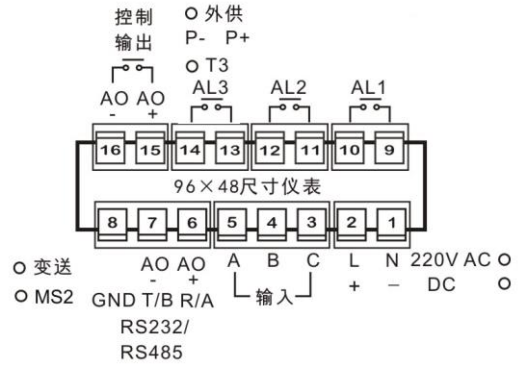 控制 外供
输出 P- P+
T3
AO AO AL3 AL2 AL1
- +
16 15 14 13 12 11 10 9
96×48尺寸仪表
8 7 6 5 4 3 2 1
变送 AO AO A B C L N 220V AC
- + + − DC
MS2 GND T/B R/A 输入
RS232/
RS485